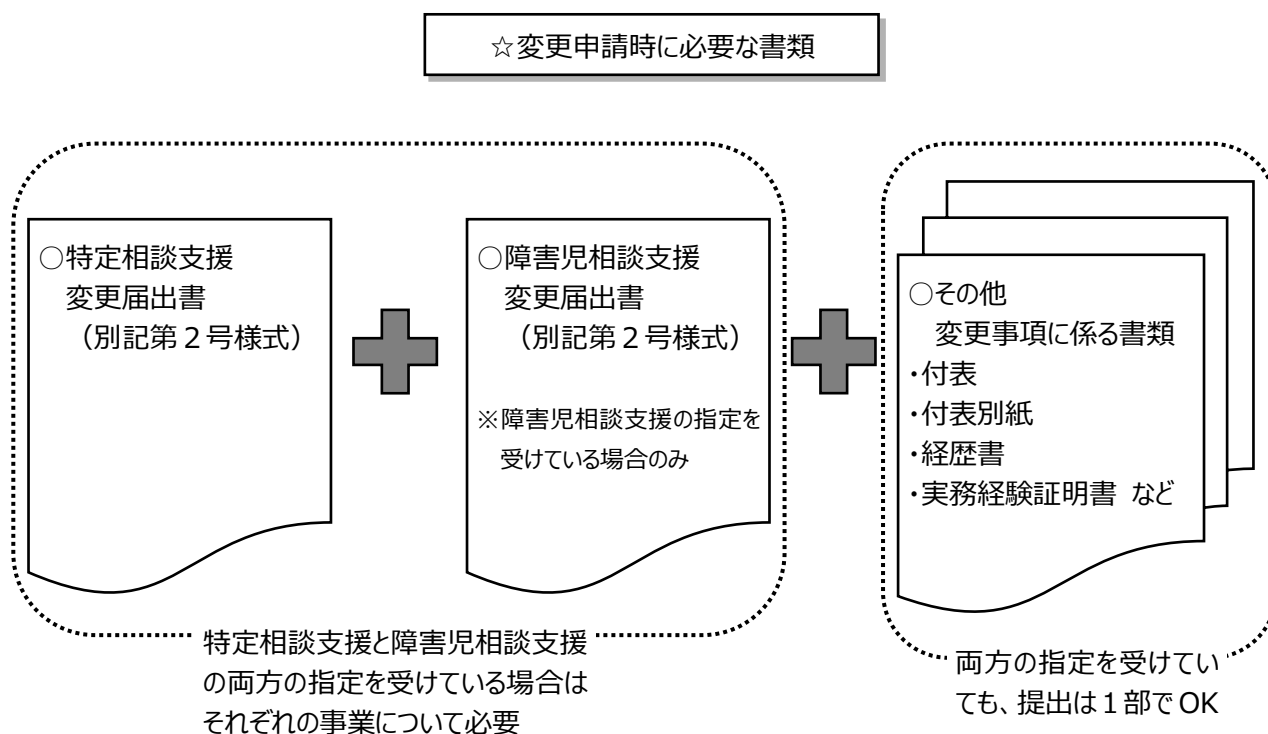 ☆変更申請時に必要な書類
○特定相談支援
変更届出書
（別記第２号様式）
○障害児相談支援
変更届出書
（別記第２号様式）
※障害児相談支援の指定を
受けている場合のみ
○その他
変更事項に係る書類
・付表
・付表別紙
・経歴書
・実務経験証明書 など
特定相談支援と障害児相談支援
の両方の指定を受けている場合は
それぞれの事業について必要
両方の指定を受けてい
ても、提出は１部でOK